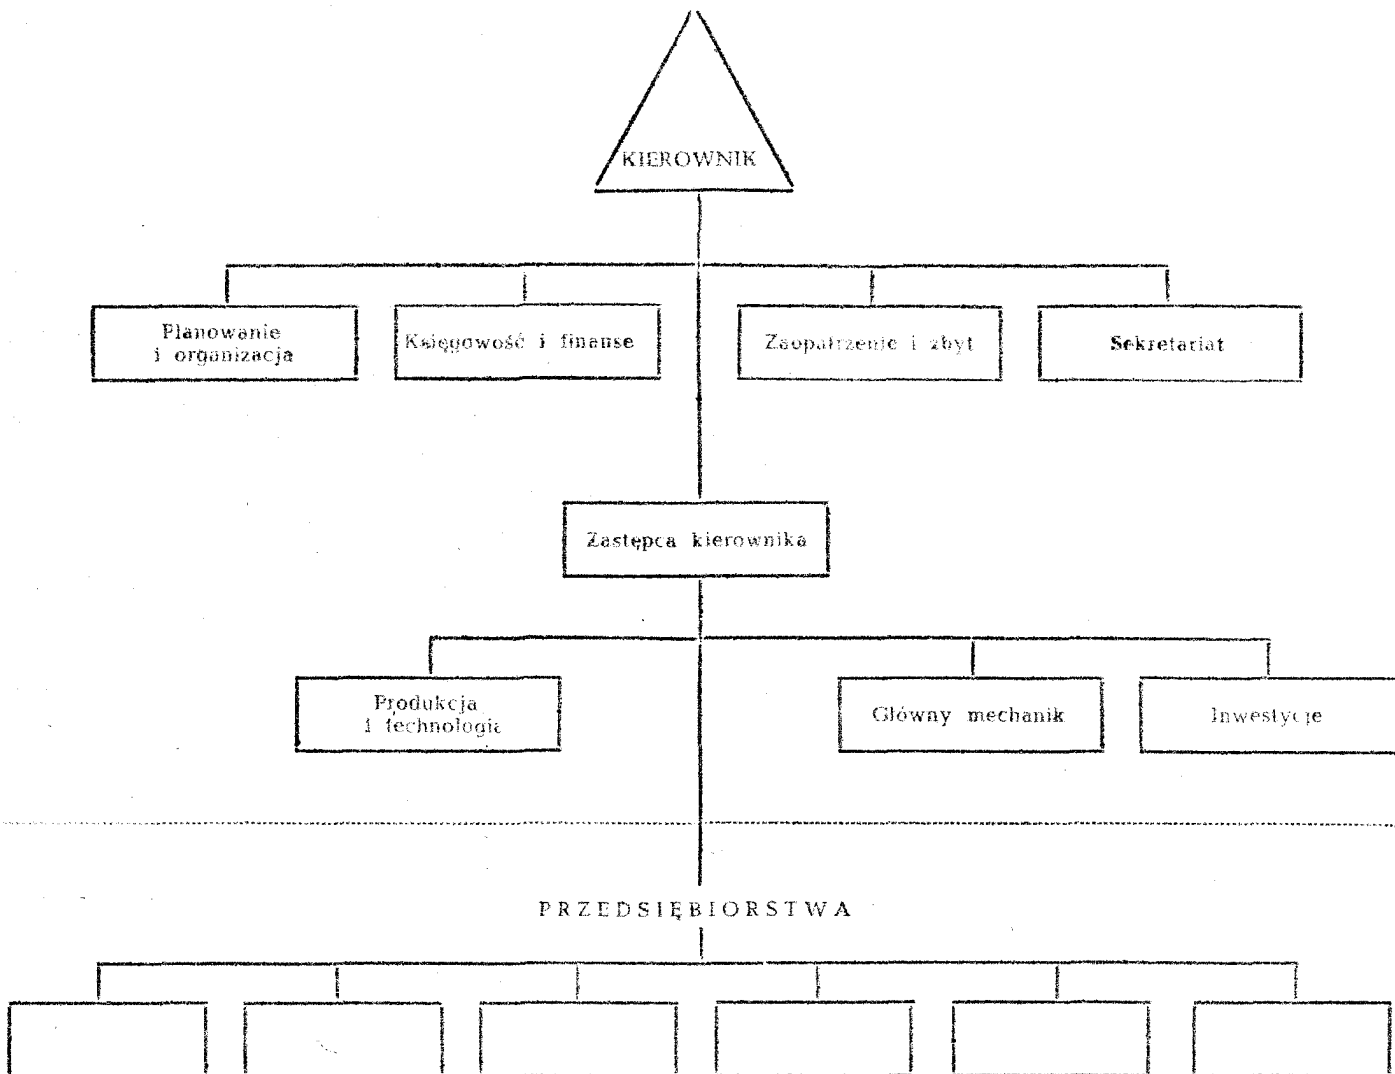 KIEROWNIK
Planowanie
i organizacja
Księgowość i finanse
Zaopatrzenie i zbyt
Sekretariat
Zastępca kierownika
Produkcja
i technologia
Główny mechanik
Inwestycje
PRZEDSIĘBIORSTWA